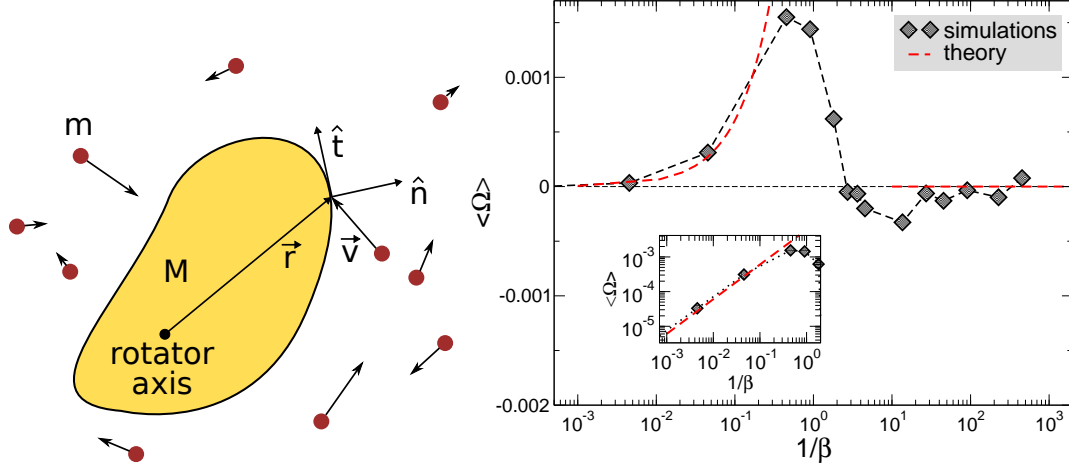 m
M
t̂
n̂
r⃗
v⃗
rotator
axis
simulations
theory
<Ω>
0.001
0
-0.001
-0.002
10⁻³
10⁻²
10⁻¹
10⁰
10¹
10²
10³
1/β
<Ω>
10⁻³
10⁻⁴
10⁻⁵
10⁻³
10⁻²
10⁻¹
10⁰
1/β